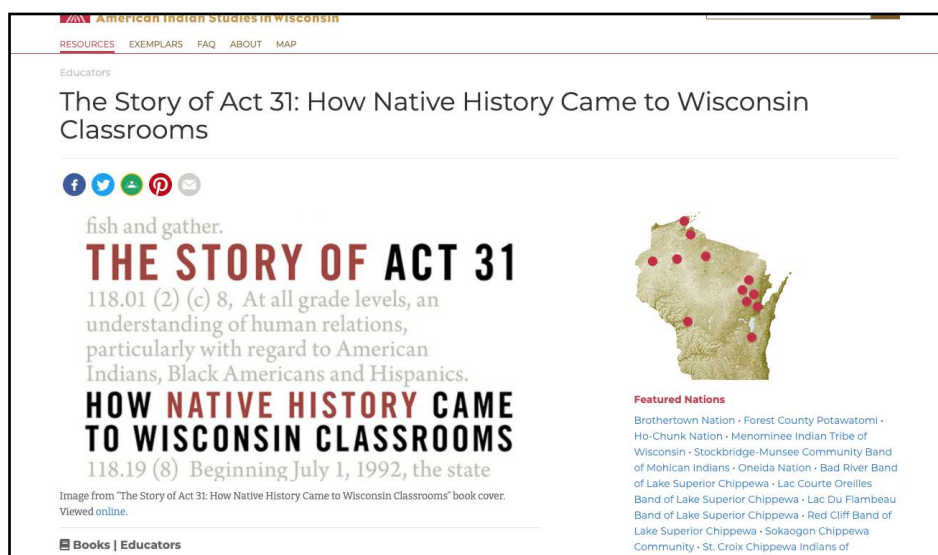 American Indian Studies in Wisconsin
RESOURCES EXEMPLARS FAQ ABOUT MAP
Educators
The Story of Act 31: How Native History Came to Wisconsin
Classrooms
fish and gather.
THE STORY OF ACT 31
118.01 (2) (c) 8, At all grade levels, an
understanding of human relations,
particularly with regard to American
Indians, Black Americans and Hispanics.
HOW NATIVE HISTORY CAME
TO WISCONSIN CLASSROOMS
118.19 (8) Beginning July 1, 1992, the state
Image from "The Story of Act 31: How Native History Came to Wisconsin Classrooms" book cover.
Viewed online.
Books | Educators
Featured Nations
Brothertown Nation • Forest County Potawatomi •
Ho-Chunk Nation • Menominee Indian Tribe of
Wisconsin • Stockbridge-Munsee Community Band
of Mohican Indians • Oneida Nation • Bad River Band
of Lake Superior Chippewa • Lac Courte Oreilles
Band of Lake Superior Chippewa • Lac Du Flambeau
Band of Lake Superior Chippewa • Red Cliff Band of
Lake Superior Chippewa • Sokaogon Chippewa
Community • St. Croix Chippewa Indians of